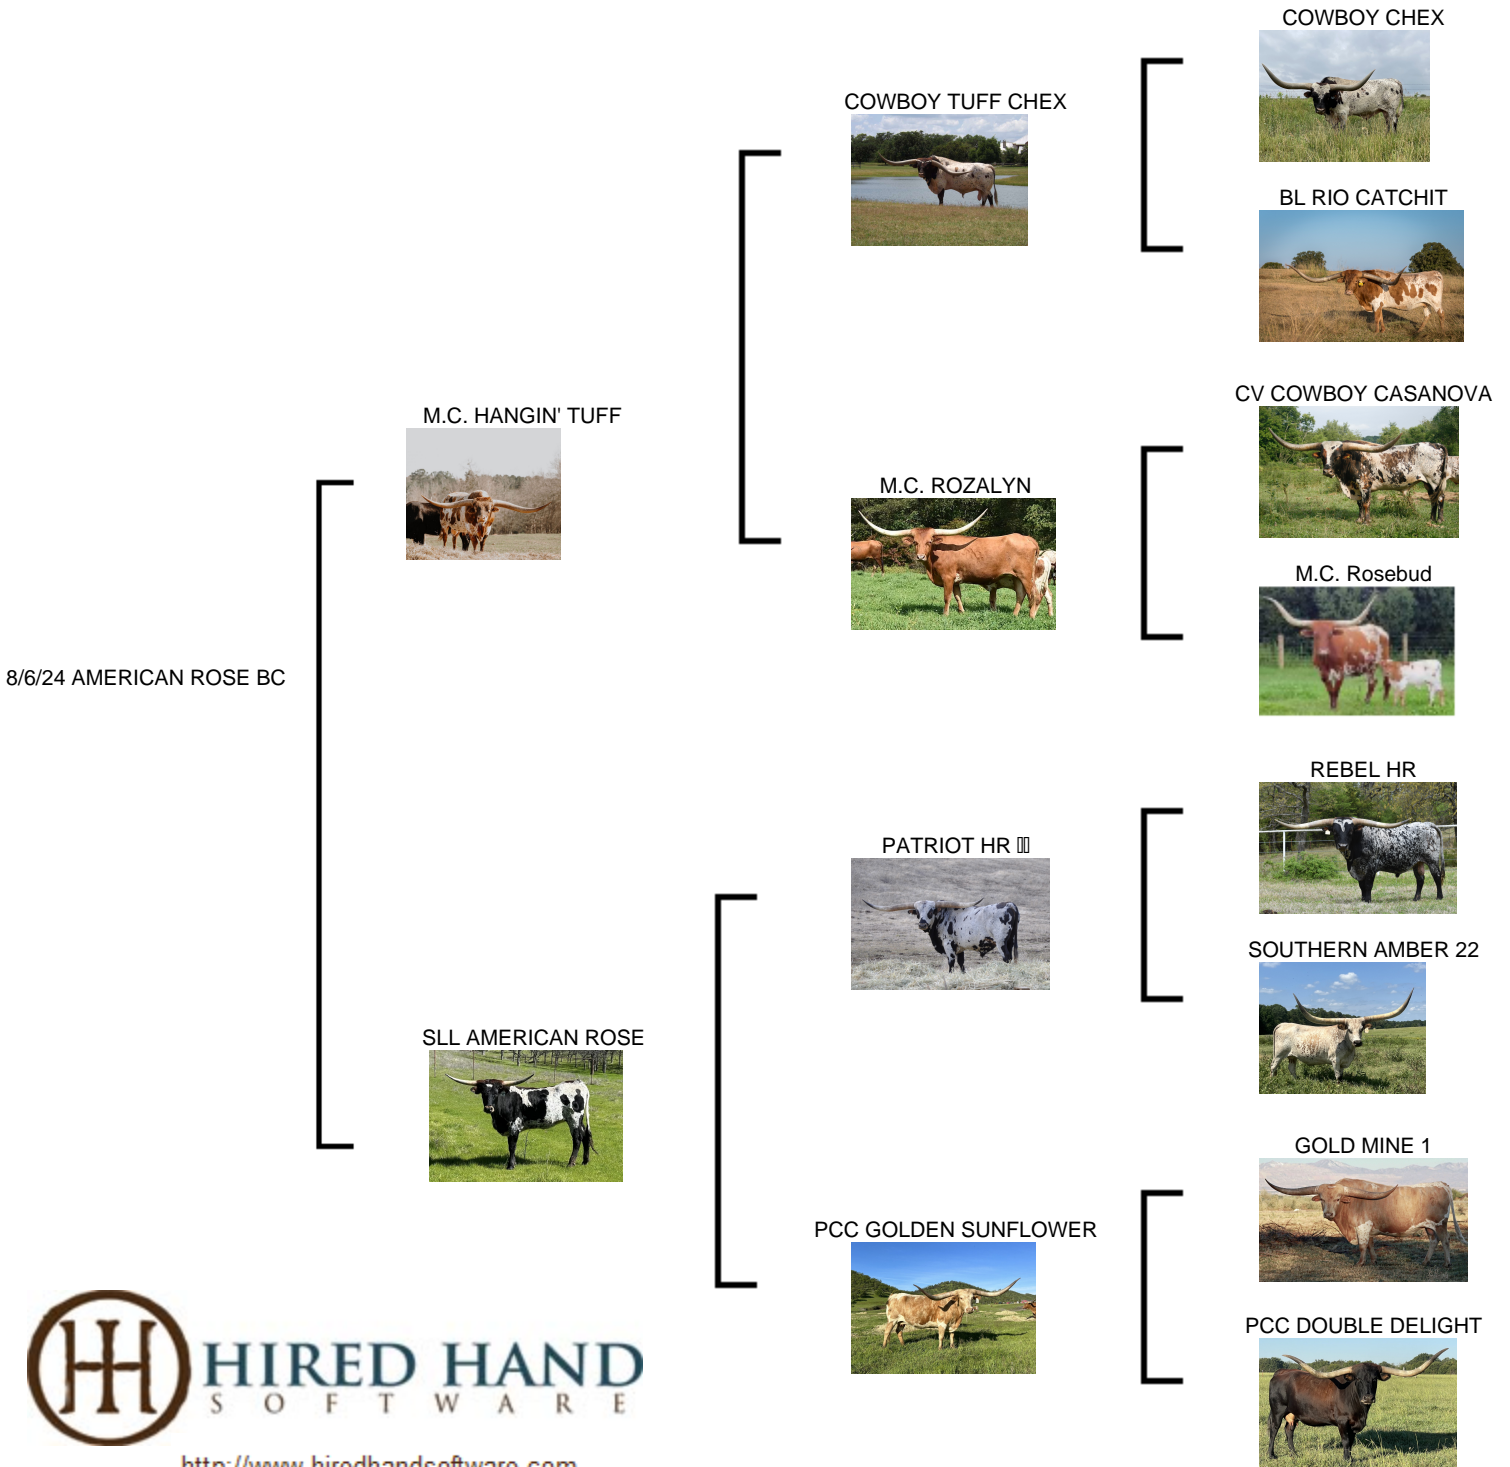 COWBOY CHEX
COWBOY TUFF CHEX
BL RIO CATCHIT
CV COWBOY CASANOVA
M.C. HANGIN' TUFF
M.C. ROZALYN
M.C. Rosebud
8/6/24 AMERICAN ROSE BC
REBEL HR
PATRIOT HR
SOUTHERN AMBER 22
SLL AMERICAN ROSE
GOLD MINE 1
PCC GOLDEN SUNFLOWER
PCC DOUBLE DELIGHT
HIRED HAND
SOFTWARE
http://www.hiredhandsoftware.com